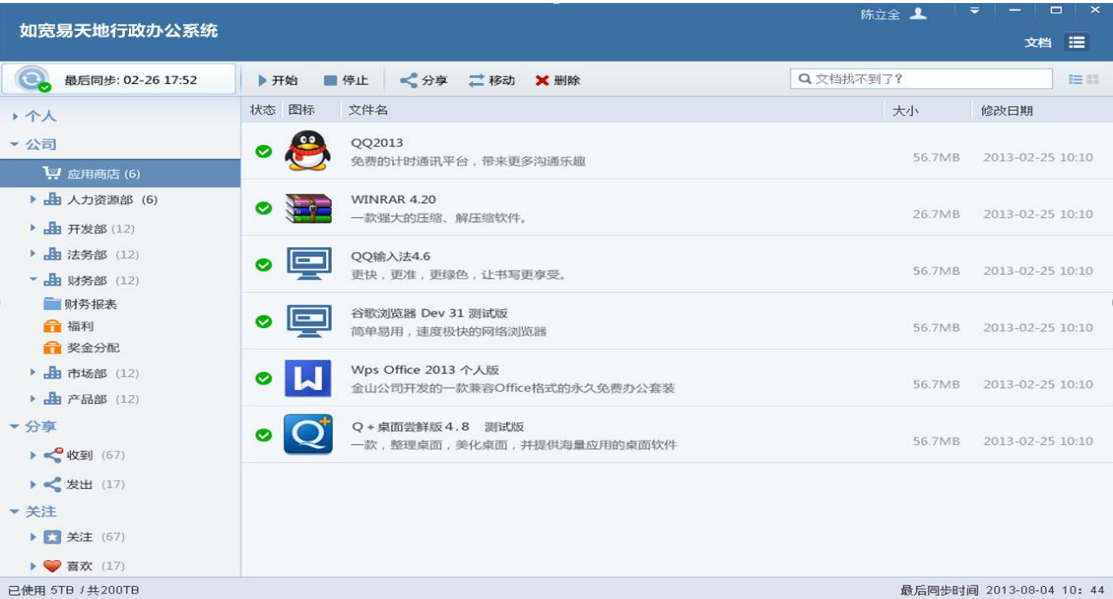 陈立全
如宽易天地行政办公系统
文档
最后同步: 02-26 17:52
开始 停止 分享 移动 删除
文档找不到了?
个人
公司
应用商店 (6)
人力资源部 (6)
开发部 (12)
法务部 (12)
财务部 (12)
财务报表
福利
奖金分配
市场部 (12)
产品部 (12)
分享
收到 (67)
发出 (17)
关注
关注 (67)
喜欢 (17)
状态 图标 文件名 大小 修改日期
QQ2013
免费的计时通讯平台，带来更多沟通乐趣
56.7MB 2013-02-25 10:10
WINRAR 4.20
一款强大的压缩、解压缩软件。
26.7MB 2013-02-25 10:10
QQ输入法4.6
更快，更准，更绿色，让书写更享受。
56.7MB 2013-02-25 10:10
谷歌浏览器 Dev 31 测试版
简单易用，速度极快的网络浏览器
56.7MB 2013-02-25 10:10
Wps Office 2013 个人版
金山公司开发的一款兼容Office格式的永久免费办公套装
56.7MB 2013-02-25 10:10
Q+桌面尝鲜版4.8 测试版
一款，整理桌面，美化桌面，并提供海量应用的桌面软件
56.7MB 2013-02-25 10:10
已使用 5TB /共200TB
最后同步时间 2013-08-04 10: 44